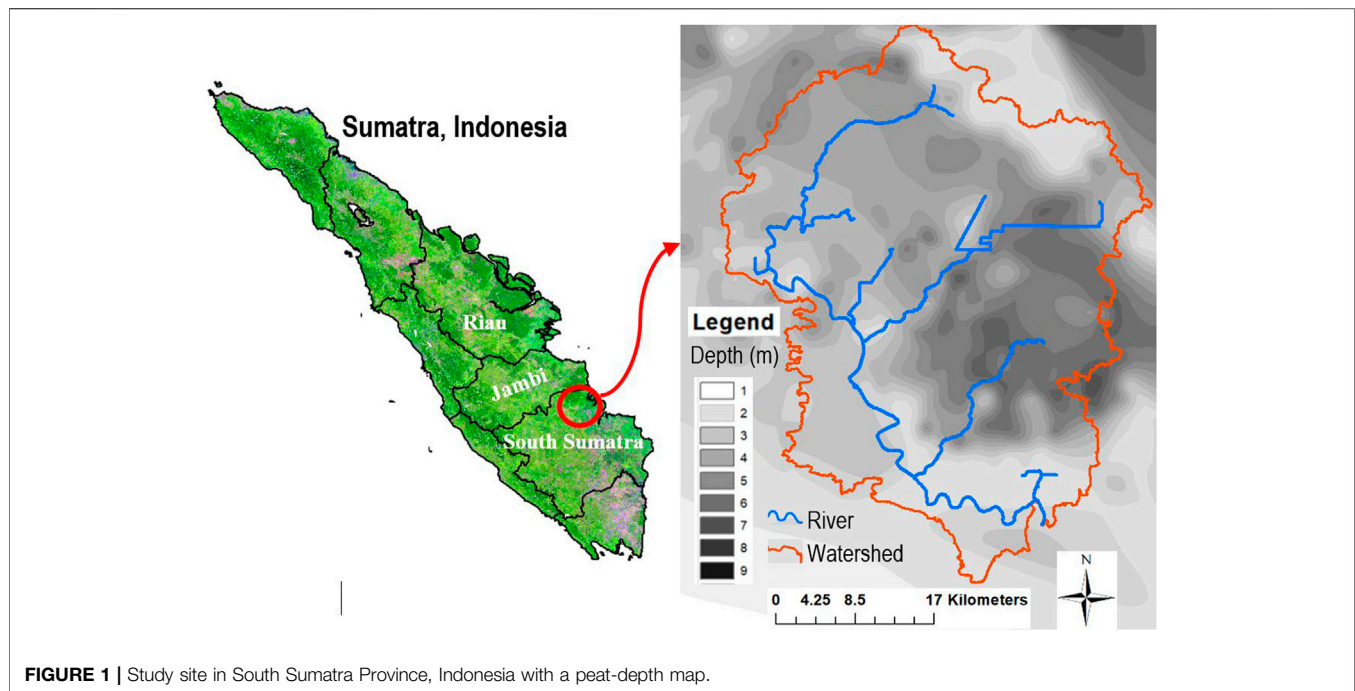 Sumatra, Indonesia
Riau
Jambi
South Sumatra
Legend
Depth (m)
1
2
3
4
5
6
7
8
9
River
Watershed
N
0 4.25 8.5 17 Kilometers
FIGURE 1 | Study site in South Sumatra Province, Indonesia with a peat-depth map.